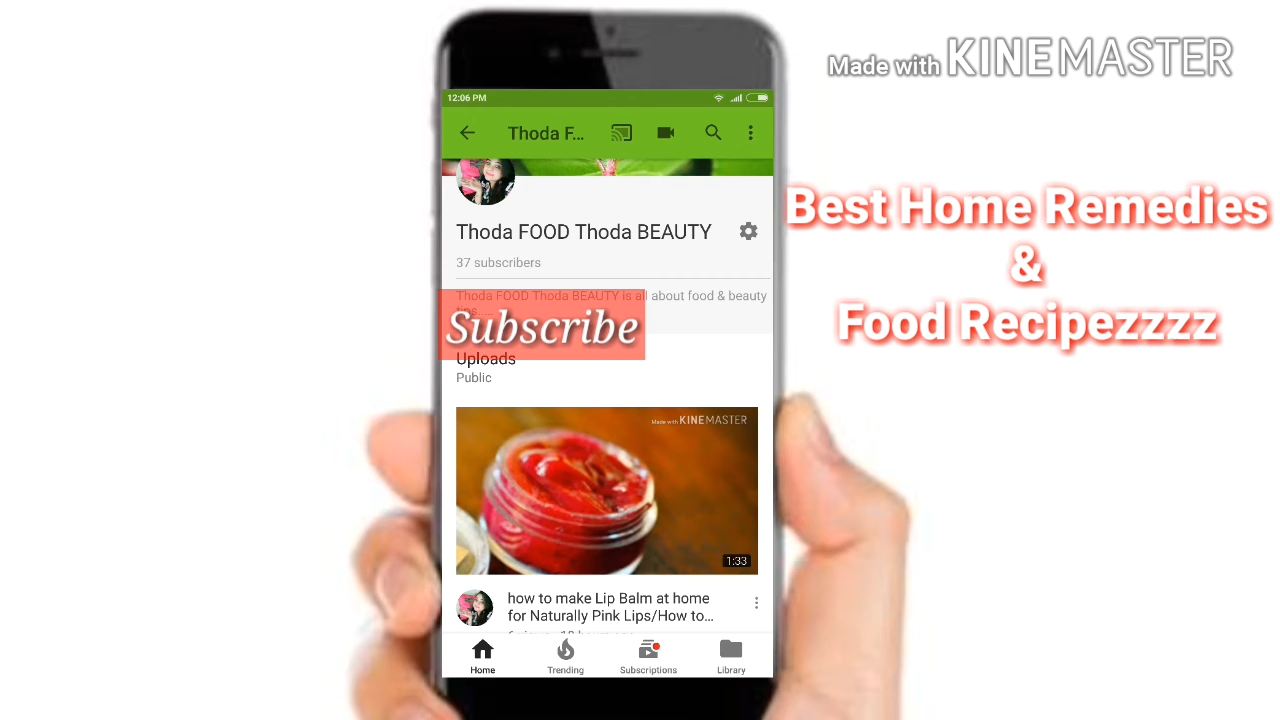 Made with KINEMASTER
12:06 PM
Thoda F...
Thoda FOOD Thoda BEAUTY
37 subscribers
Thoda FOOD Thoda BEAUTY is all about food & beauty
tips.....
Subscribe
Uploads
Public
Made with KINEMASTER
1:33
how to make Lip Balm at home
for Naturally Pink Lips/How to...
Home
Trending
Subscriptions
Library
Best Home Remedies
&
Food Recipezzzz